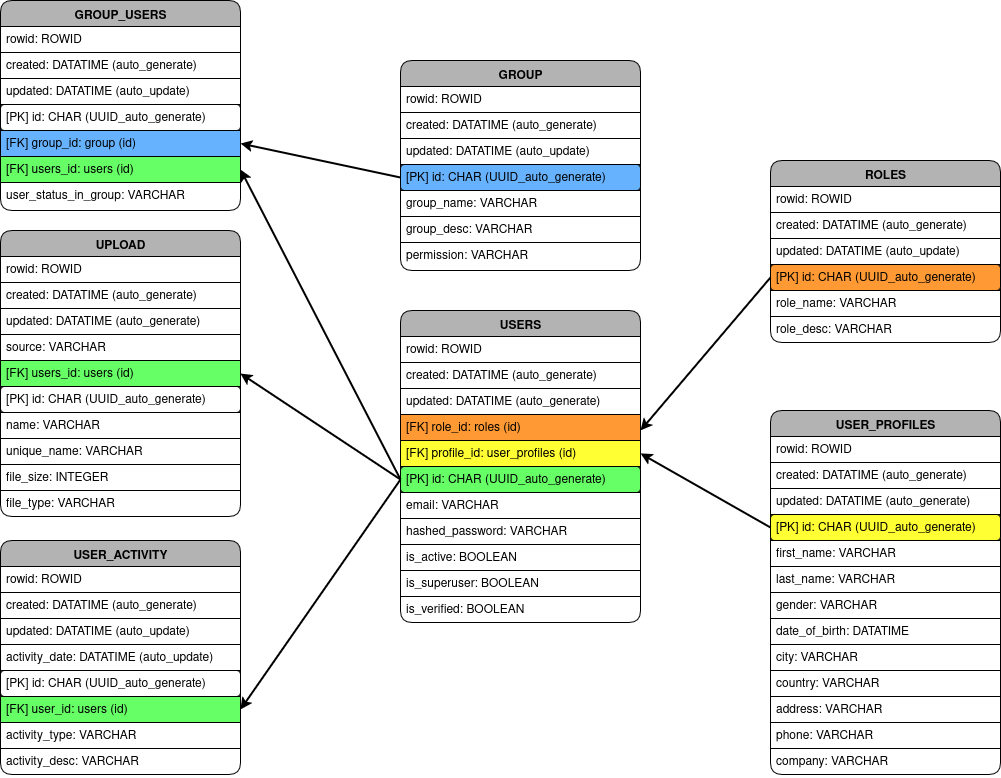 GROUP_USERS
rowid: ROWID
created: DATATIME (auto_generate)
updated: DATATIME (auto_update)
[PK] id: CHAR (UUID_auto_generate)
[FK] group_id: group (id)
[FK] users_id: users (id)
user_status_in_group: VARCHAR
UPLOAD
rowid: ROWID
created: DATATIME (auto_generate)
updated: DATATIME (auto_generate)
source: VARCHAR
[FK] users_id: users (id)
[PK] id: CHAR (UUID_auto_generate)
name: VARCHAR
unique_name: VARCHAR
file_size: INTEGER
file_type: VARCHAR
USER_ACTIVITY
rowid: ROWID
created: DATATIME (auto_generate)
updated: DATATIME (auto_update)
activity_date: DATATIME (auto_update)
[PK] id: CHAR (UUID_auto_generate)
[FK] user_id: users (id)
activity_type: VARCHAR
activity_desc: VARCHAR
GROUP
rowid: ROWID
created: DATATIME (auto_generate)
updated: DATATIME (auto_update)
[PK] id: CHAR (UUID_auto_generate)
group_name: VARCHAR
group_desc: VARCHAR
permission: VARCHAR
USERS
rowid: ROWID
created: DATATIME (auto_generate)
updated: DATATIME (auto_generate)
[FK] role_id: roles (id)
[FK] profile_id: user_profiles (id)
[PK] id: CHAR (UUID_auto_generate)
email: VARCHAR
hashed_password: VARCHAR
is_active: BOOLEAN
is_superuser: BOOLEAN
is_verified: BOOLEAN
ROLES
rowid: ROWID
created: DATATIME (auto_generate)
updated: DATATIME (auto_update)
[PK] id: CHAR (UUID_auto_generate)
role_name: VARCHAR
role_desc: VARCHAR
USER_PROFILES
rowid: ROWID
created: DATATIME (auto_generate)
updated: DATATIME (auto_generate)
[PK] id: CHAR (UUID_auto_generate)
first_name: VARCHAR
last_name: VARCHAR
gender: VARCHAR
date_of_birth: DATATIME
city: VARCHAR
country: VARCHAR
address: VARCHAR
phone: VARCHAR
company: VARCHAR